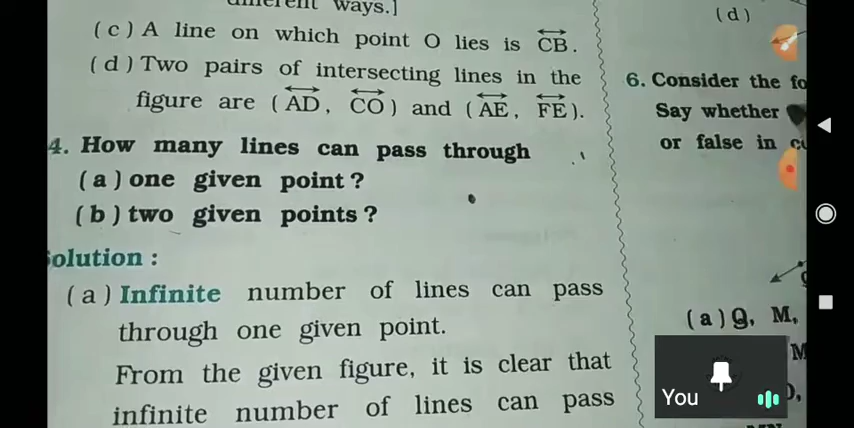 different ways.]
(c) A line on which point O lies is CB.
(d) Two pairs of intersecting lines in the
figure are (AD, CO) and (AE, FE).
4. How many lines can pass through
(a) one given point?
(b) two given points?
Solution :
(a) Infinite number of lines can pass
through one given point.
From the given figure, it is clear that
infinite number of lines can pass
(d)
6. Consider the
Say whether
or false in
(a) Q, M,
M
You